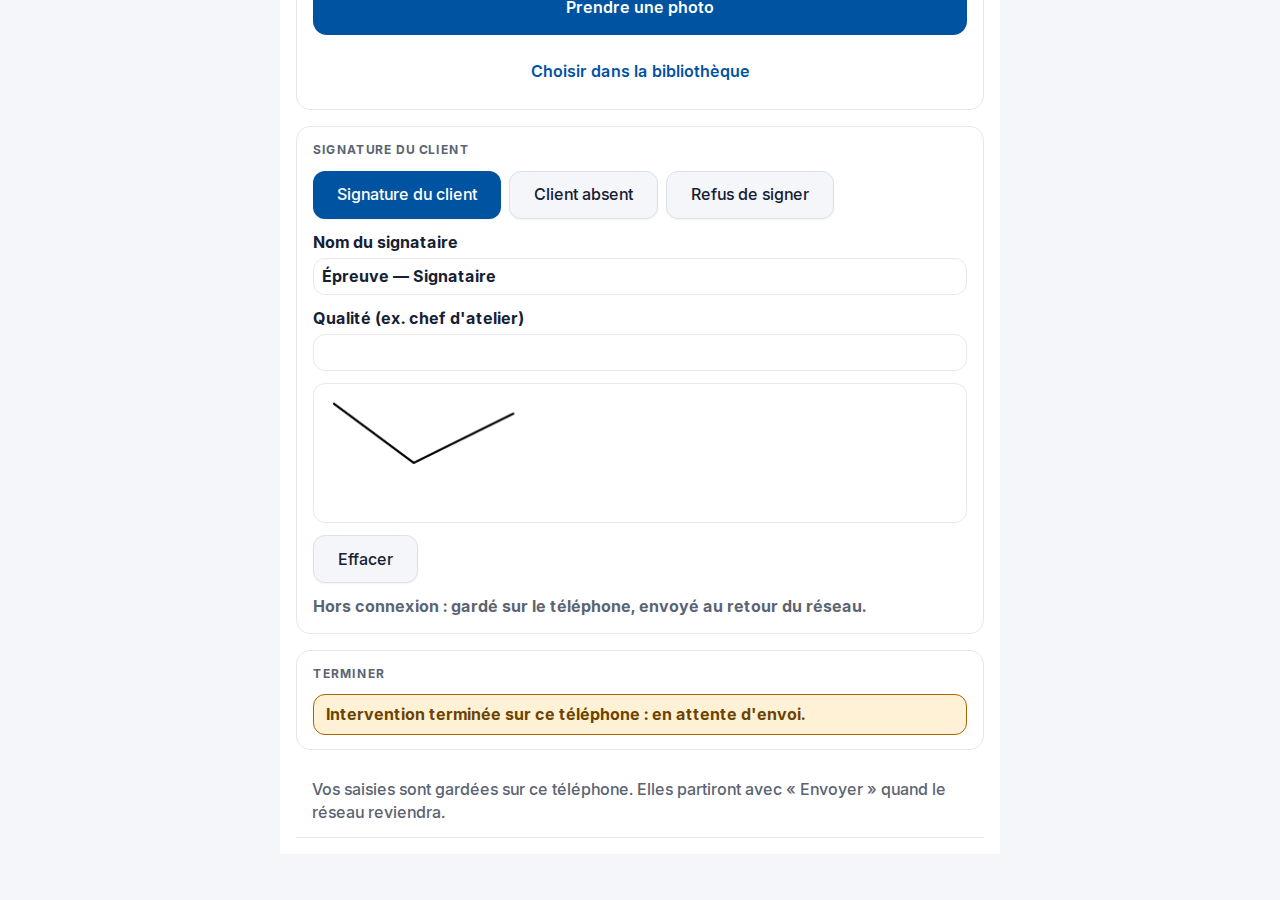 Prendre une photo
Choisir dans la bibliothèque
SIGNATURE DU CLIENT
Signature du client
Client absent
Refus de signer
Nom du signataire
Épreuve — Signataire
Qualité (ex. chef d'atelier)
Effacer
Hors connexion : gardé sur le téléphone, envoyé au retour du réseau.
TERMINER
Intervention terminée sur ce téléphone : en attente d'envoi.
Vos saisies sont gardées sur ce téléphone. Elles partiront avec « Envoyer » quand le
réseau reviendra.